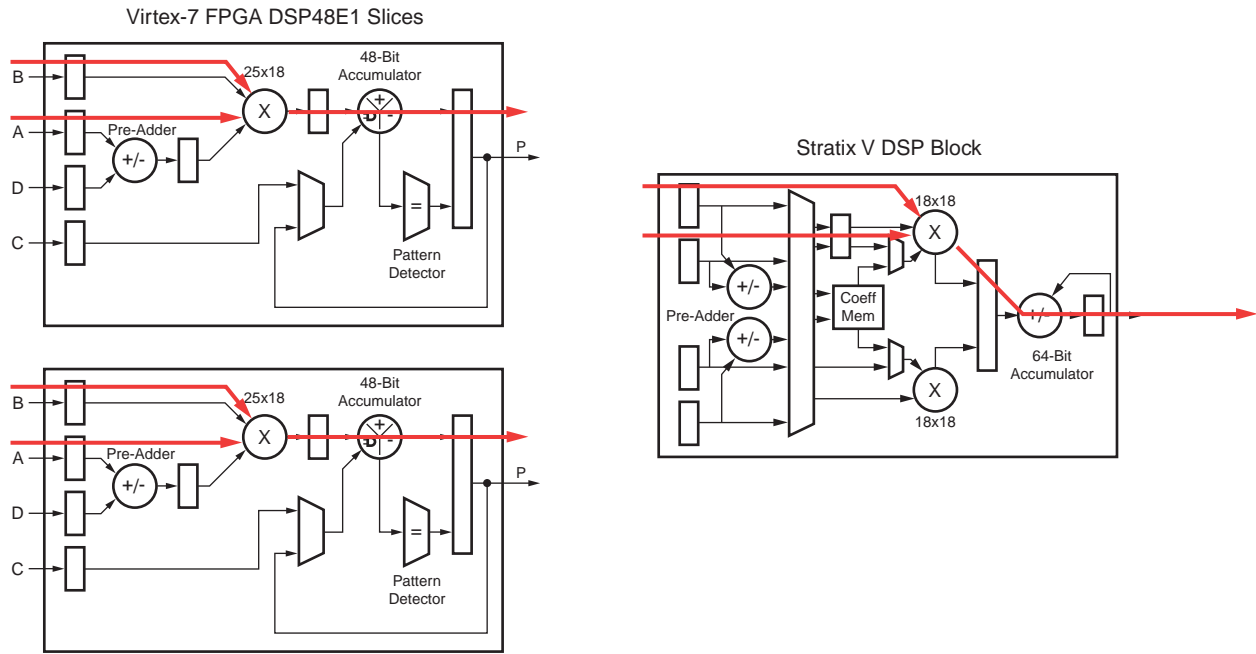 Virtex-7 FPGA DSP48E1 Slices
48-Bit
Accumulator
25x18
B
X
+
-
A
Pre-Adder
+/-
P
D
=
C
Pattern
Detector
48-Bit
Accumulator
25x18
B
X
+
-
A
Pre-Adder
+/-
P
D
=
C
Pattern
Detector
Stratix V DSP Block
18x18
X
+/-
Coeff
Mem
Pre-Adder
+/-
+/-
64-Bit
Accumulator
X
18x18